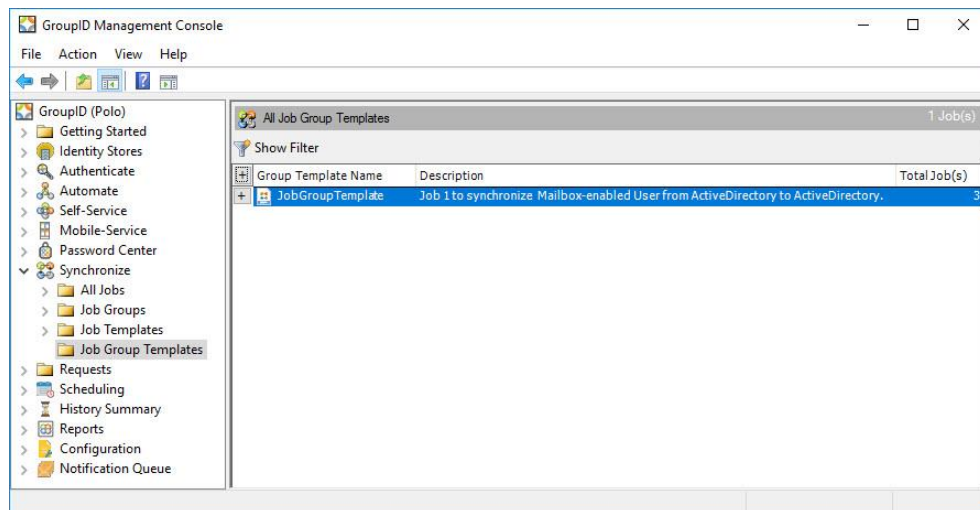 GroupID Management Console
File Action View Help
GroupID (Polo)
Getting Started
Identity Stores
Authenticate
Automate
Self-Service
Mobile-Service
Password Center
Synchronize
All Jobs
Job Groups
Job Templates
Job Group Templates
Requests
Scheduling
History Summary
Reports
Configuration
Notification Queue
All Job Group Templates 1 Job(s)
Show Filter
Group Template Name Description Total Job(s)
JobGroupTemplate Job 1 to synchronize Mailbox-enabled User from ActiveDirectory to ActiveDirectory. 3